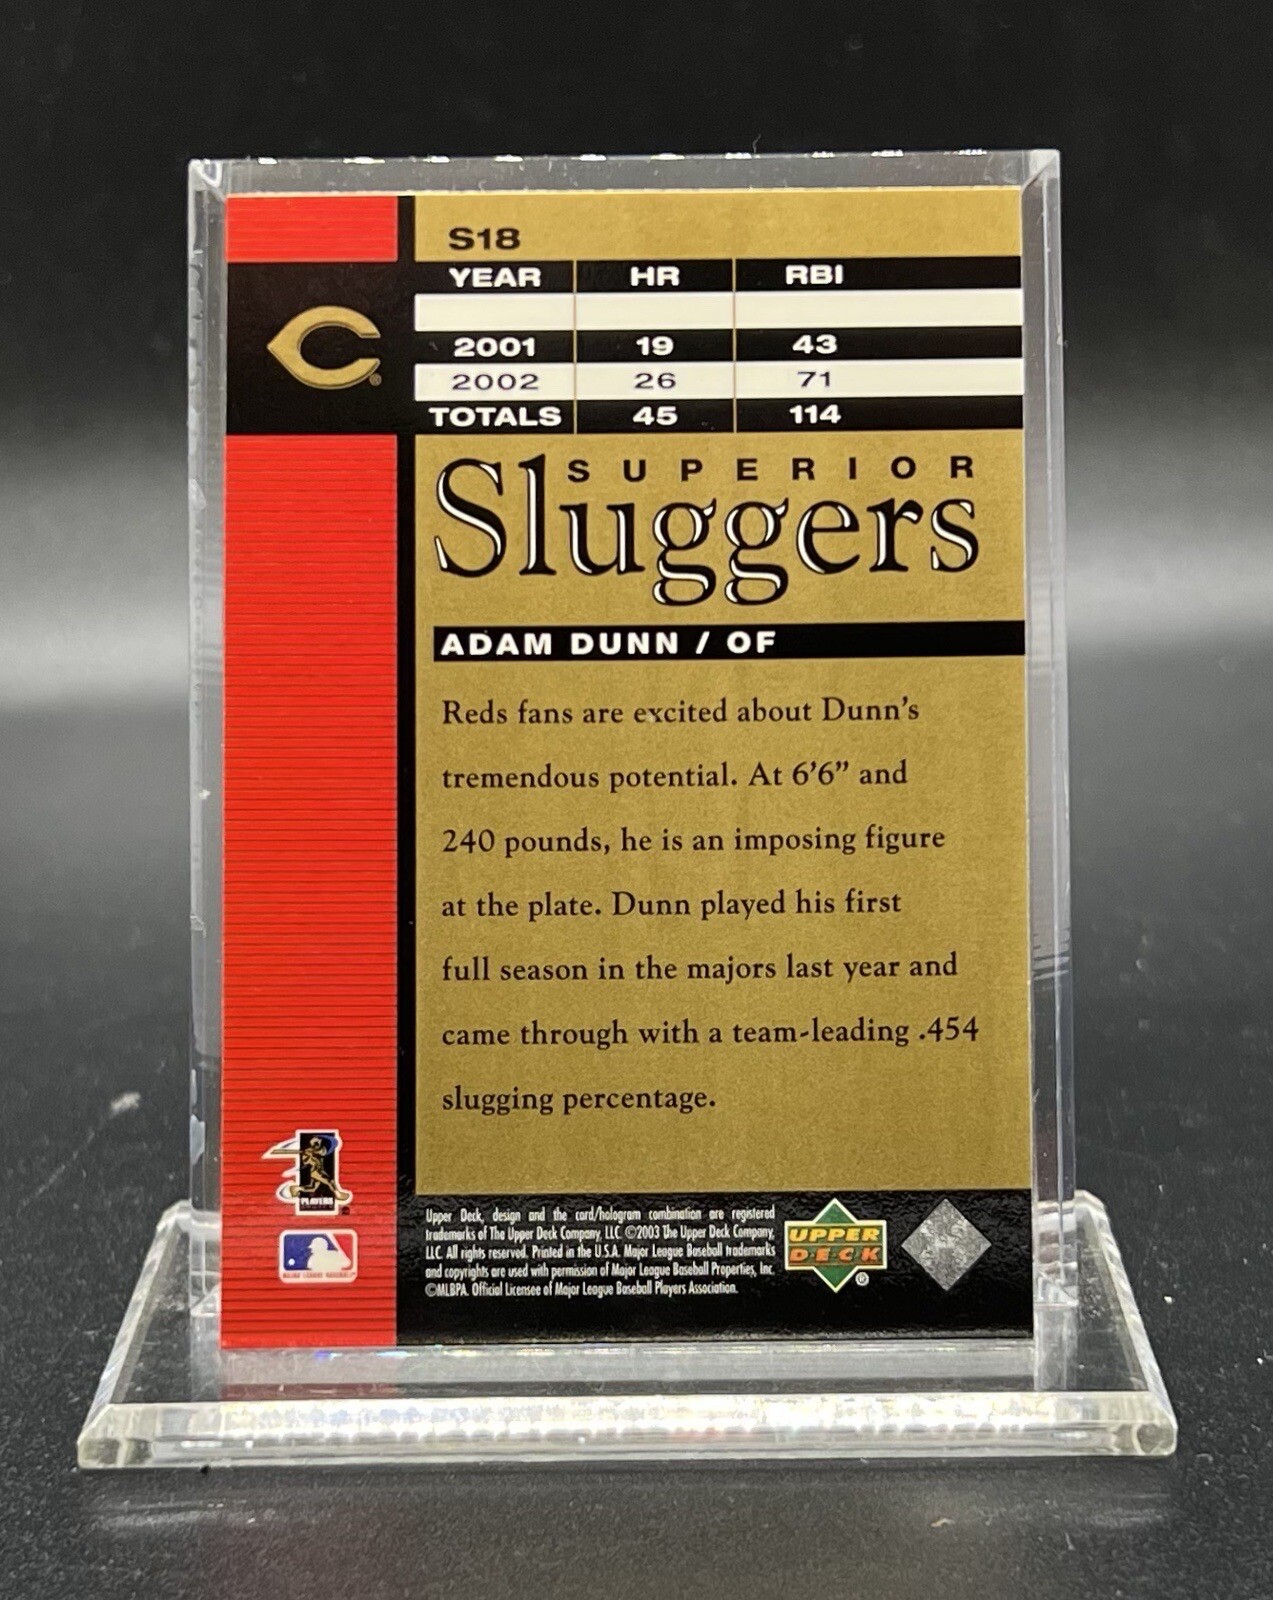 S18
YEAR HR RBI
2001 19 43
2002 26 71
TOTALS 45 114
SUPERIOR
Sluggers
ADAM DUNN / OF
Reds fans are excited about Dunn's
tremendous potential. At 6'6" and
240 pounds, he is an imposing figure
at the plate. Dunn played his first
full season in the majors last year and
came through with a team-leading .454
slugging percentage.
PLAYERS
Upper Deck, design and the card/hologram combination are registered
trademarks of The Upper Deck Company, LLC. ©2003 The Upper Deck Company,
LLC. All rights reserved. Printed in the U.S.A. Major League Baseball trademarks
and copyrights are used with permission of Major League Baseball Properties, Inc.
©MLBPA. Official Licensee of Major League Baseball Players Association.
UPPER
DECK
®